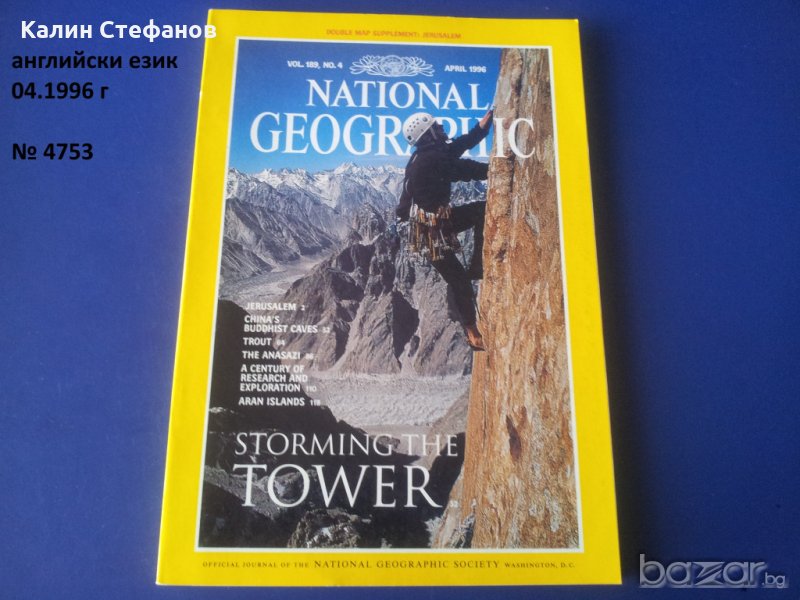 Калин Стефанов
английски език
04.1996 г
№ 4753
DOUBLE MAP SUPPLEMENT: JERUSALEM
VOL. 189, NO. 4
APRIL 1996
NATIONAL
GEOGRAPHIC
JERUSALEM 2
CHINA'S
BUDDHIST CAVES 52
TROUT 64
THE ANASAZI 86
A CENTURY OF
RESEARCH AND
EXPLORATION 110
ARAN ISLANDS 118
STORMING THE
TOWER
OFFICIAL JOURNAL OF THE NATIONAL GEOGRAPHIC SOCIETY WASHINGTON, D.C.
bazar.bg